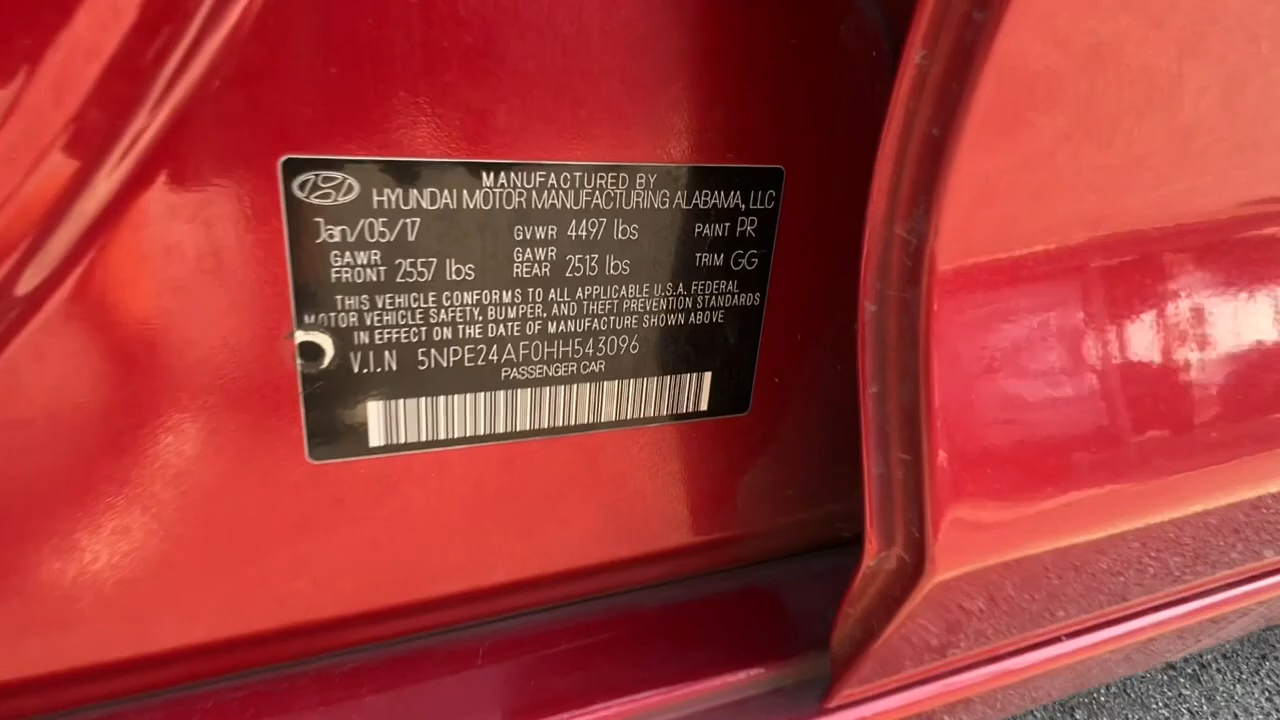 MANUFACTURED BY
HYUNDAI MOTOR MANUFACTURING ALABAMA, LLC
Jan/05/17 GVWR 4497 lbs PAINT PR
GAWR FRONT 2557 lbs GAWR REAR 2513 lbs TRIM GG
THIS VEHICLE CONFORMS TO ALL APPLICABLE U.S.A. FEDERAL
MOTOR VEHICLE SAFETY, BUMPER, AND THEFT PREVENTION STANDARDS
IN EFFECT ON THE DATE OF MANUFACTURE SHOWN ABOVE
V.I.N 5NPE24AF0HH543096
PASSENGER CAR